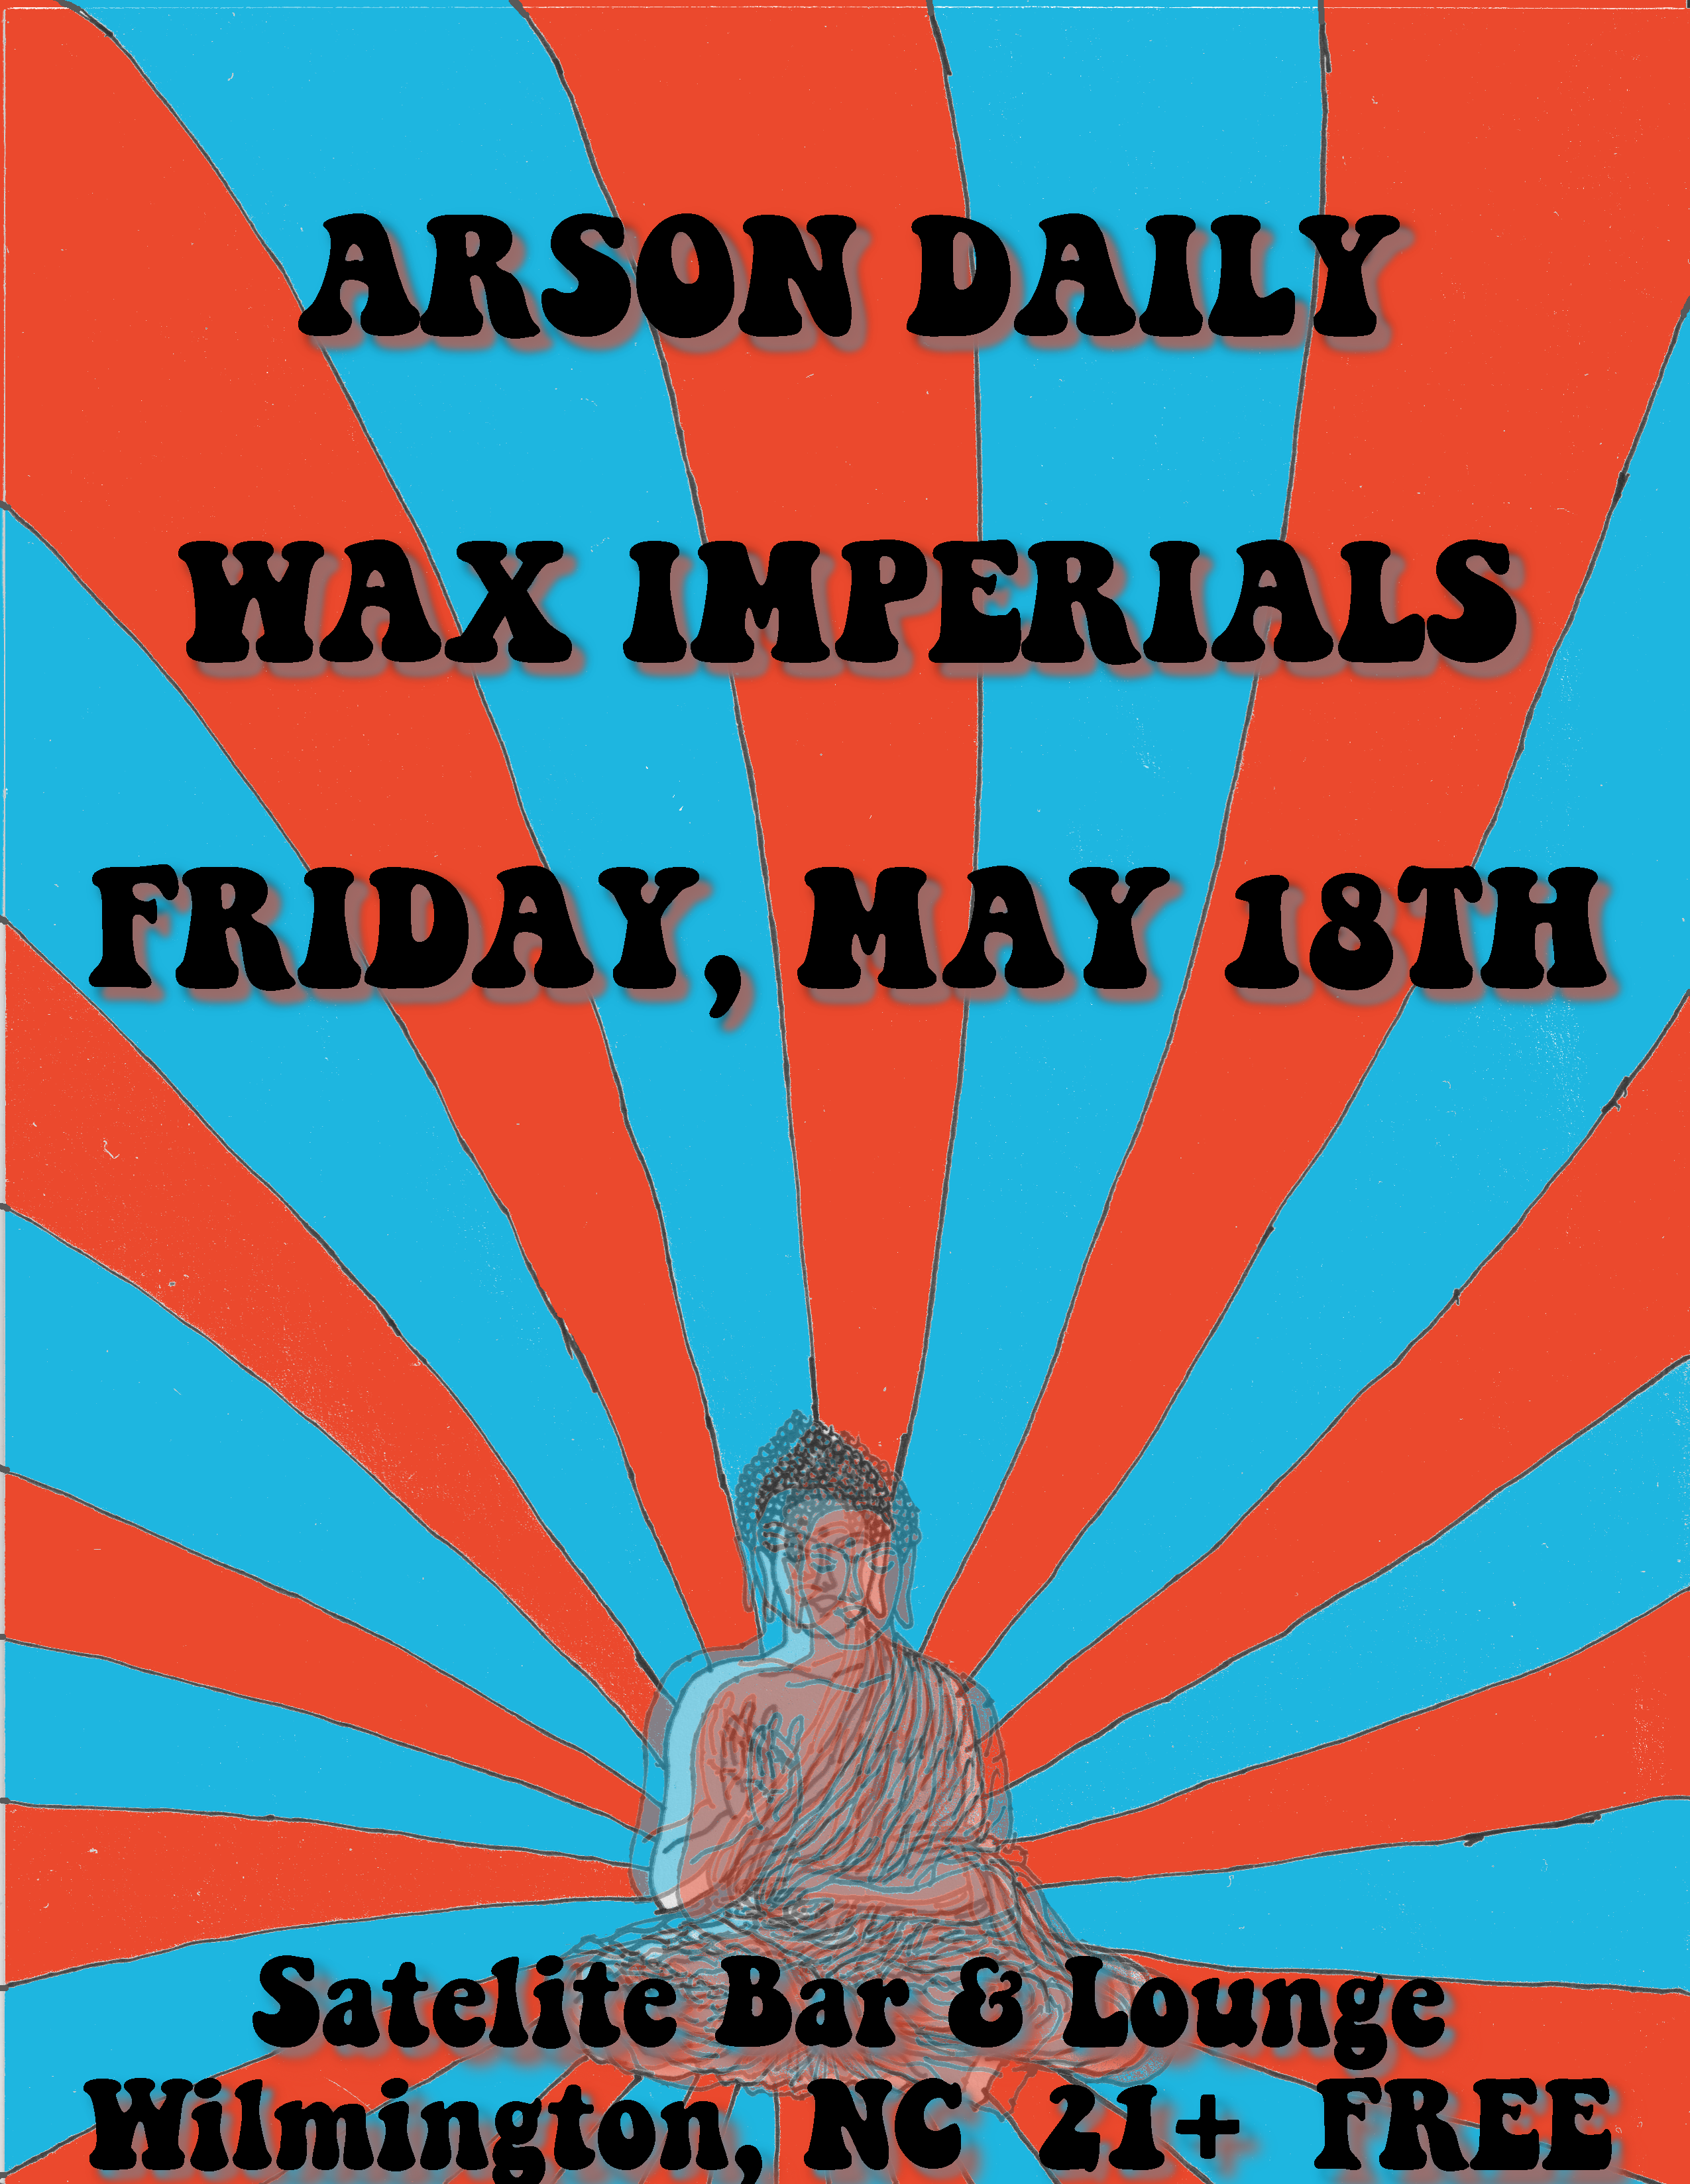 ARSON DAILY
WAX IMPERIALS
FRIDAY, MAY 18TH
Satelite Bar & Lounge
Wilmington, NC 21+ FREE